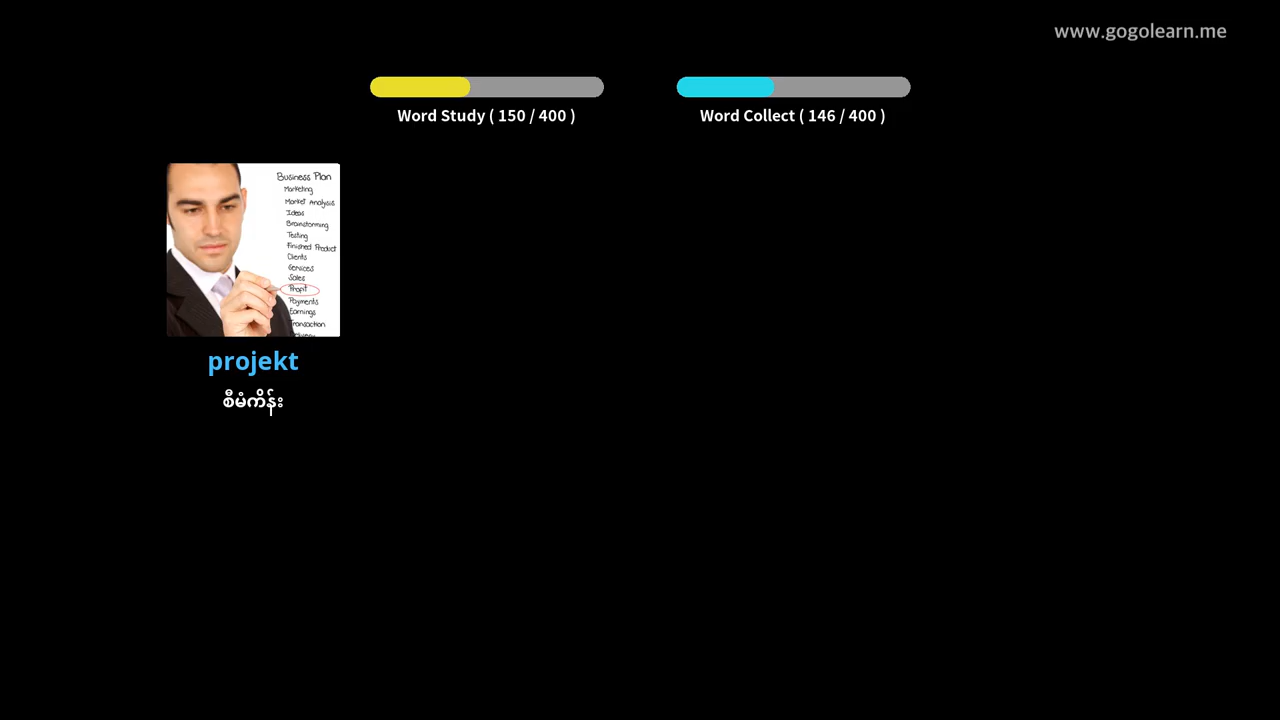 www.gogolearn.me
Word Study ( 150 / 400 )
Word Collect ( 146 / 400 )
Business Plan
Marketing
Market Analysis
Ideas
Brainstorming
Testing
Finished Product
Clients
Services
Sales
Profit
Payments
Earnings
Transaction
Delivery
projekt
စီမံကိန်း